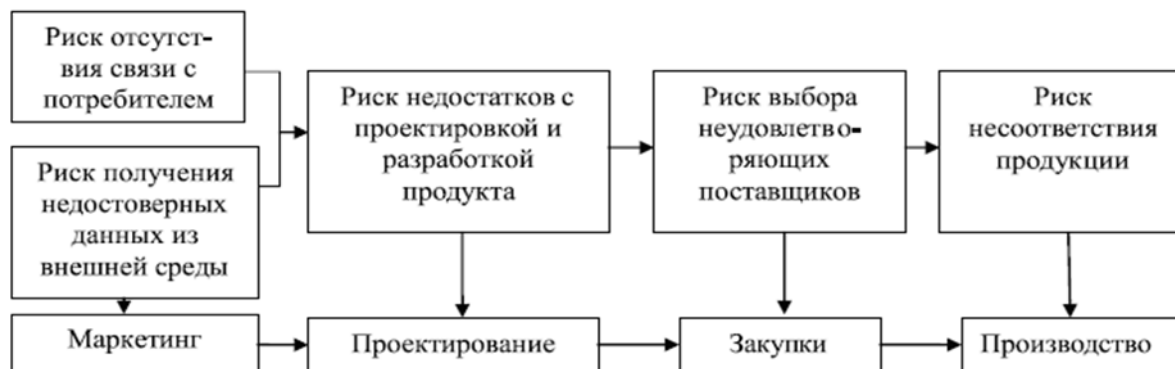 Риск отсутст-
вия связи с
потребителем
Риск получения
недостоверных
данных из
внешней среды
Риск недостатков с
проектировкой и
разработкой
продукта
Риск выбора
неудовлетво-
ряющих
поставщиков
Риск
несоответствия
продукции
Маркетинг
Проектирование
Закупки
Производство